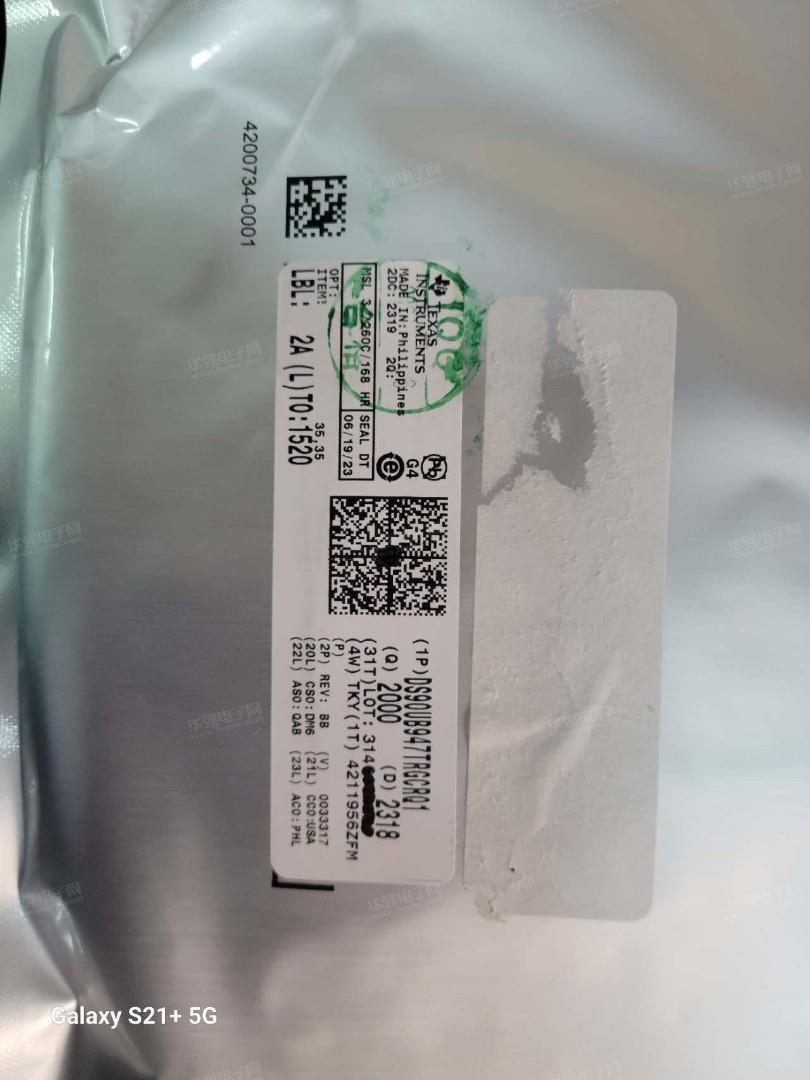 4200734-0001
TEXAS
INSTRUMENTS
MADE IN:Philippines
2DC: 2319 2Q:
MSL 3 /260C/168 HR
SEAL DT
06/19/23
OPT:
ITEM:
35,35
LBL: 2A (L)TO:1520
Pb
G4
e
(1P)DS90UB947TRGCRQ1
(Q) 2000 (D) 2318
(31T)LOT: 314
(4W) TKY(1T) 4211956ZFM
(P)
(2P) REV: BB (V) 0033317
(20L) CSO:DM6 (21L) CCO:USA
(22L) ASO:QAB (23L) ACO:PHL
Galaxy S21+ 5G
华强电子网